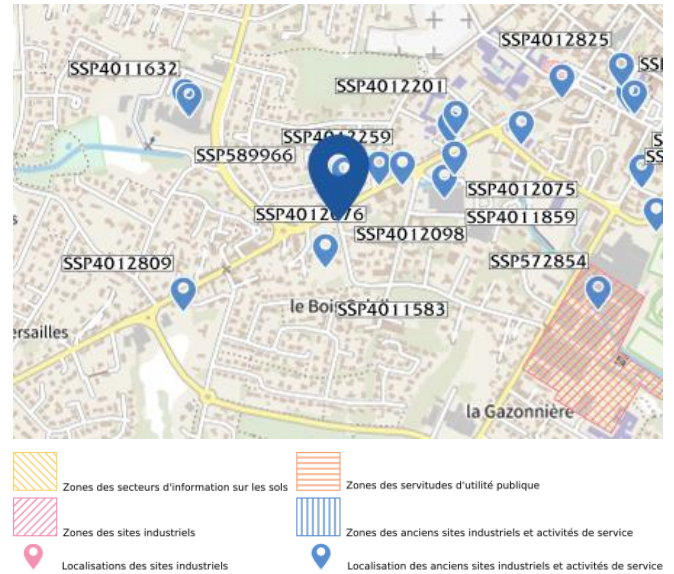 SSP4012825
SSP4011632
SSP4012201
SSP4012259
SSP589966
SSP4012075
SSP4012076
SSP4011859
SSP4012098
SSP4012809
SSP572854
le Bois
SSP4011583
la Gazonnière
Zones des secteurs d'information sur les sols
Zones des servitudes d'utilité publique
Zones des sites industriels
Zones des anciens sites industriels et activités de service
Localisations des sites industriels
Localisation des anciens sites industriels et activités de service